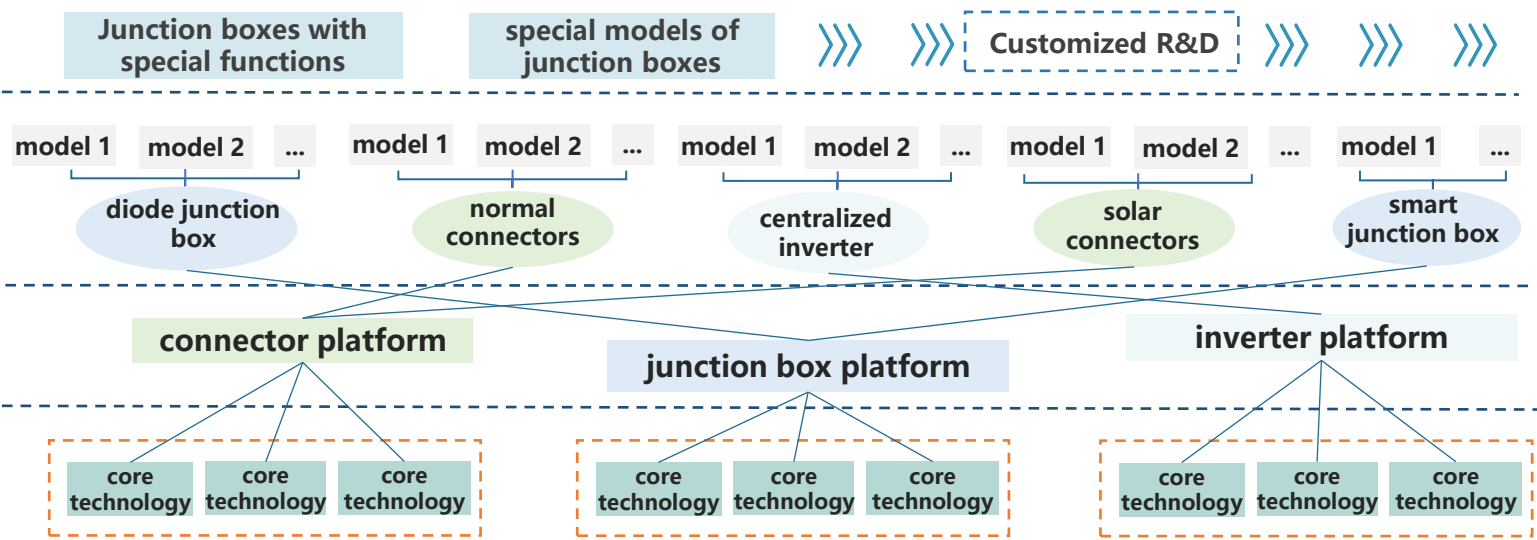 Junction boxes with
special functions
special models of
junction boxes
Customized R&D
model 1
model 2
...
model 1
model 2
...
model 1
model 2
...
model 1
model 2
...
model 1
...
diode junction
box
normal
connectors
centralized
inverter
solar
connectors
smart
junction box
connector platform
junction box platform
inverter platform
core
technology
core
technology
core
technology
core
technology
core
technology
core
technology
core
technology
core
technology
core
technology